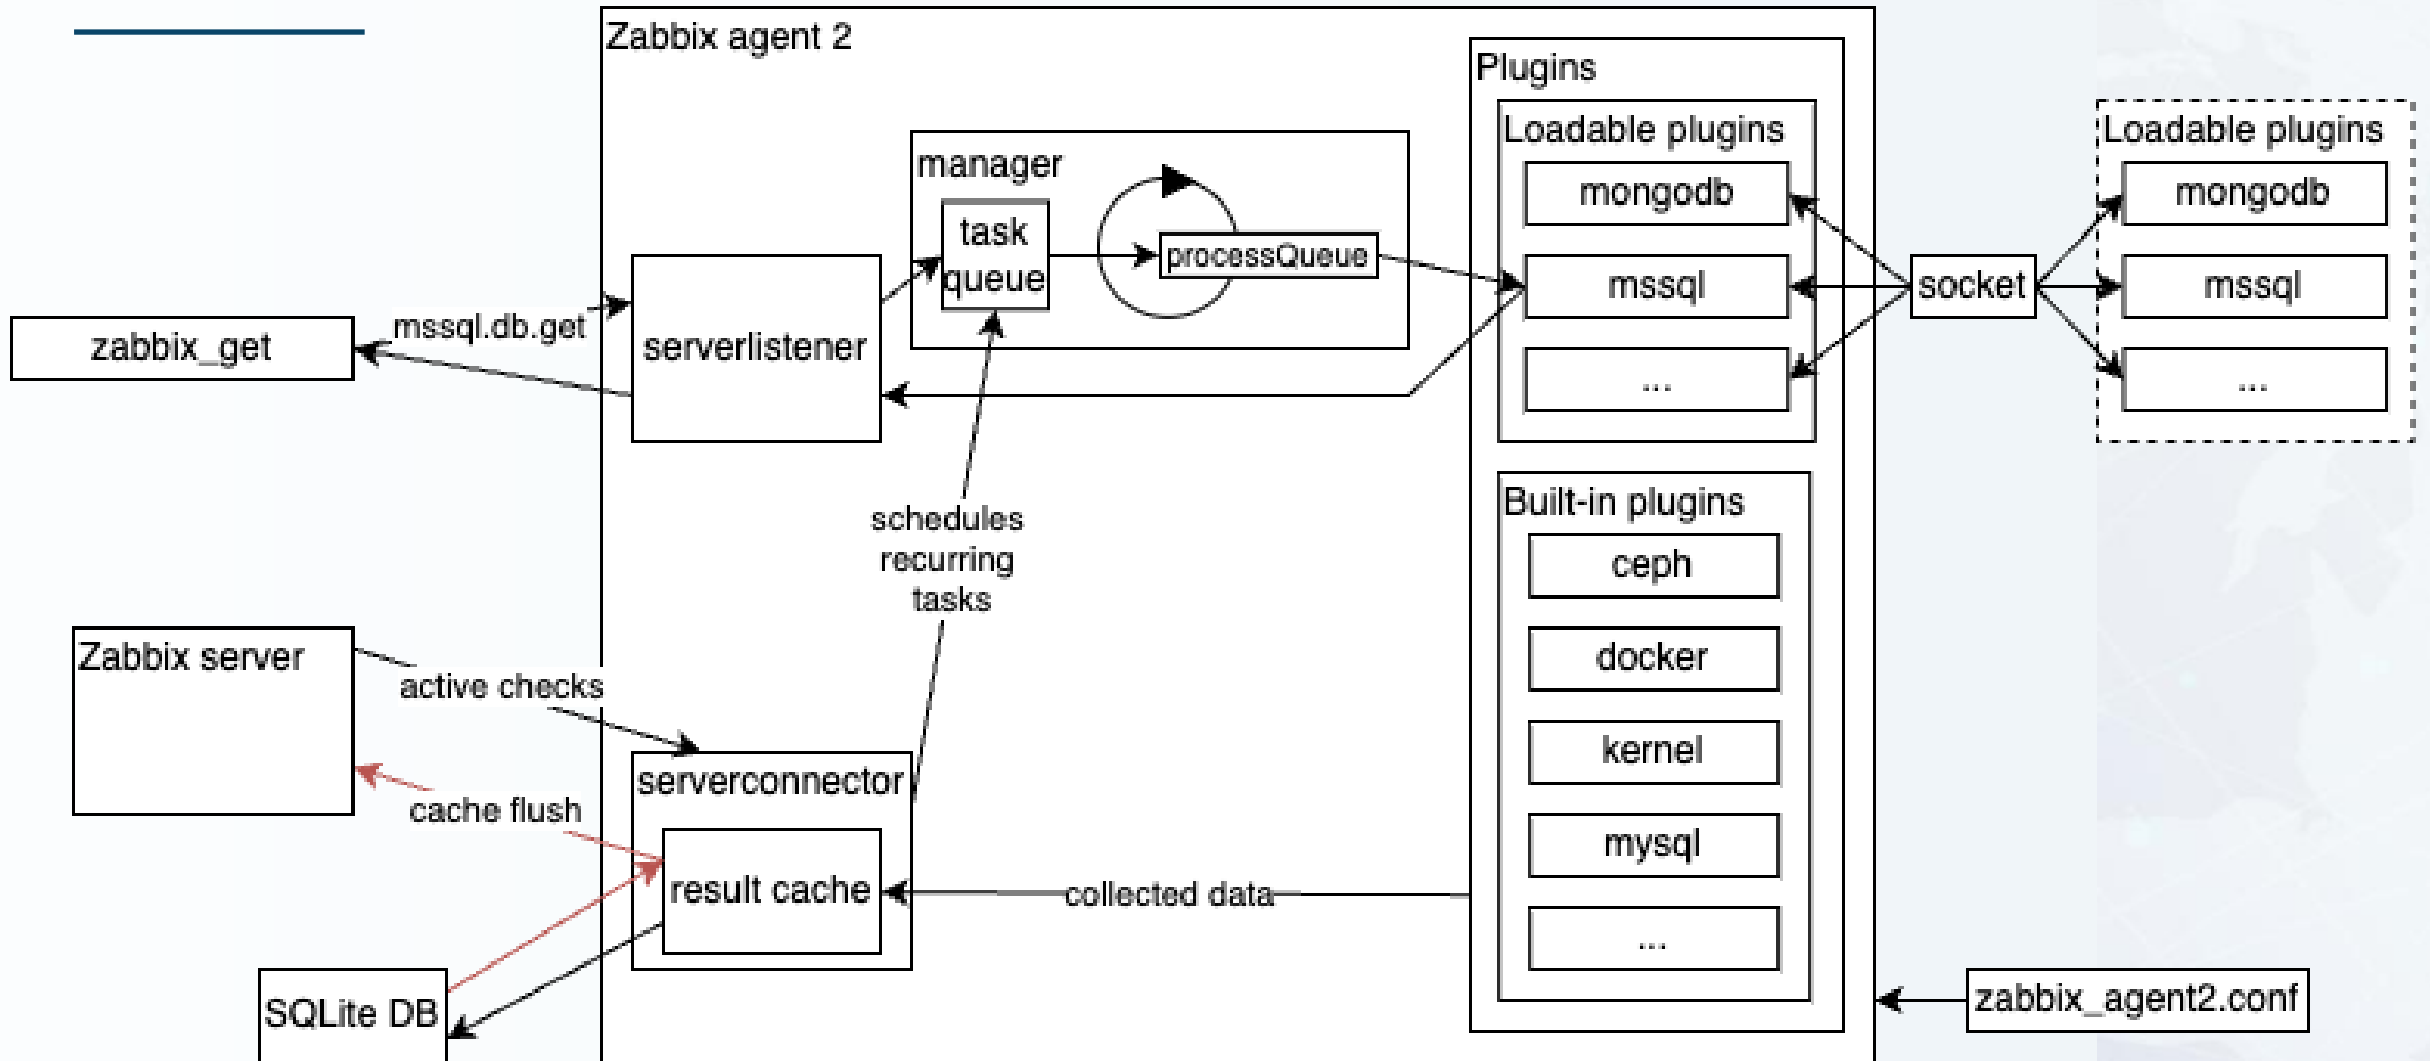 Zabbix agent 2
Plugins
Loadable plugins
mongodb
mssql
...
manager
task
queue
processQueue
socket
Loadable plugins
mongodb
mssql
...
mssql.db.get
zabbix_get
serverlistener
schedules
recurring
tasks
Built-in plugins
ceph
docker
kernel
mysql
...
Zabbix server
active checks
cache flush
serverconnector
result cache
collected data
SQLite DB
zabbix_agent2.conf